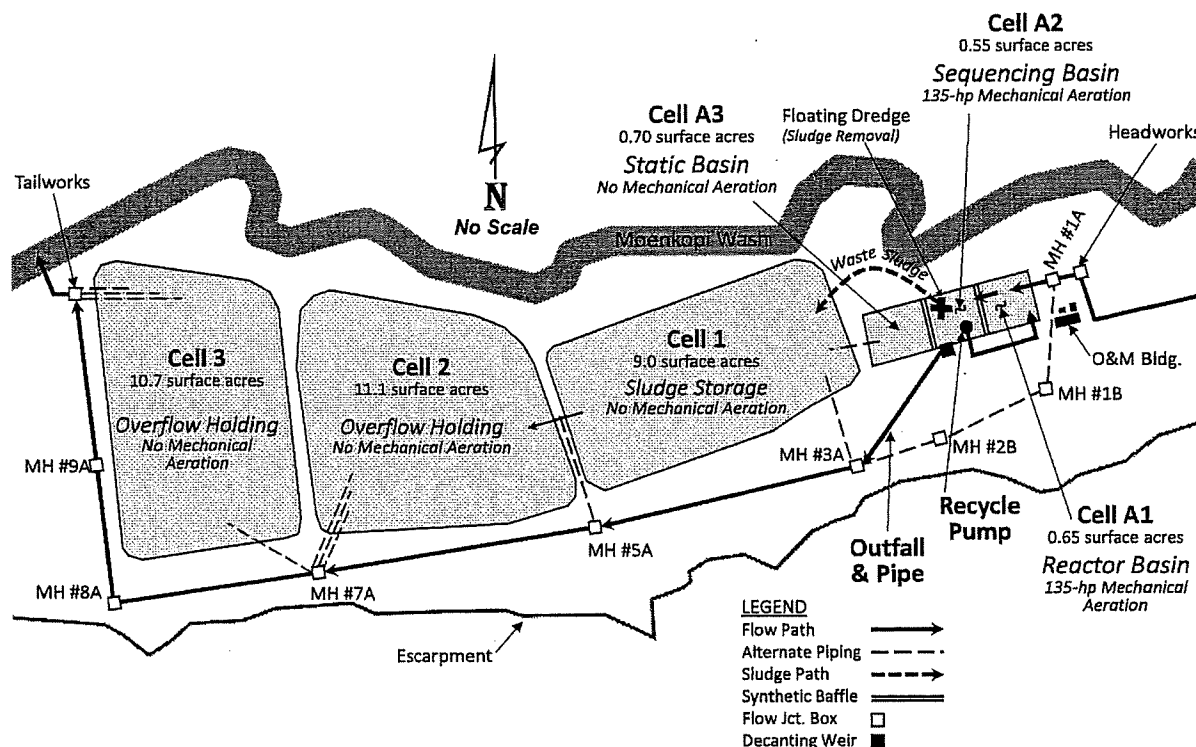 Cell A2
0.55 surface acres
Sequencing Basin
135-hp Mechanical Aeration
Cell A3
0.70 surface acres
Static Basin
No Mechanical Aeration
Floating Dredge
(Sludge Removal)
Headworks
Tailworks
N
No Scale
Moenkopi Wash
Waste Sludge
MH #1A
Cell 3
10.7 surface acres
Overflow Holding
No Mechanical
Aeration
Cell 2
11.1 surface acres
Overflow Holding
No Mechanical Aeration
Cell 1
9.0 surface acres
Sludge Storage
No Mechanical Aeration
O&M Bldg.
MH #1B
MH #2B
MH #3A
MH #9A
MH #5A
MH #8A
MH #7A
Outfall
& Pipe
Recycle
Pump
Cell A1
0.65 surface acres
Reactor Basin
135-hp Mechanical
Aeration
Escarpment
LEGEND
Flow Path
Alternate Piping
Sludge Path
Synthetic Baffle
Flow Jct. Box
Decanting Weir